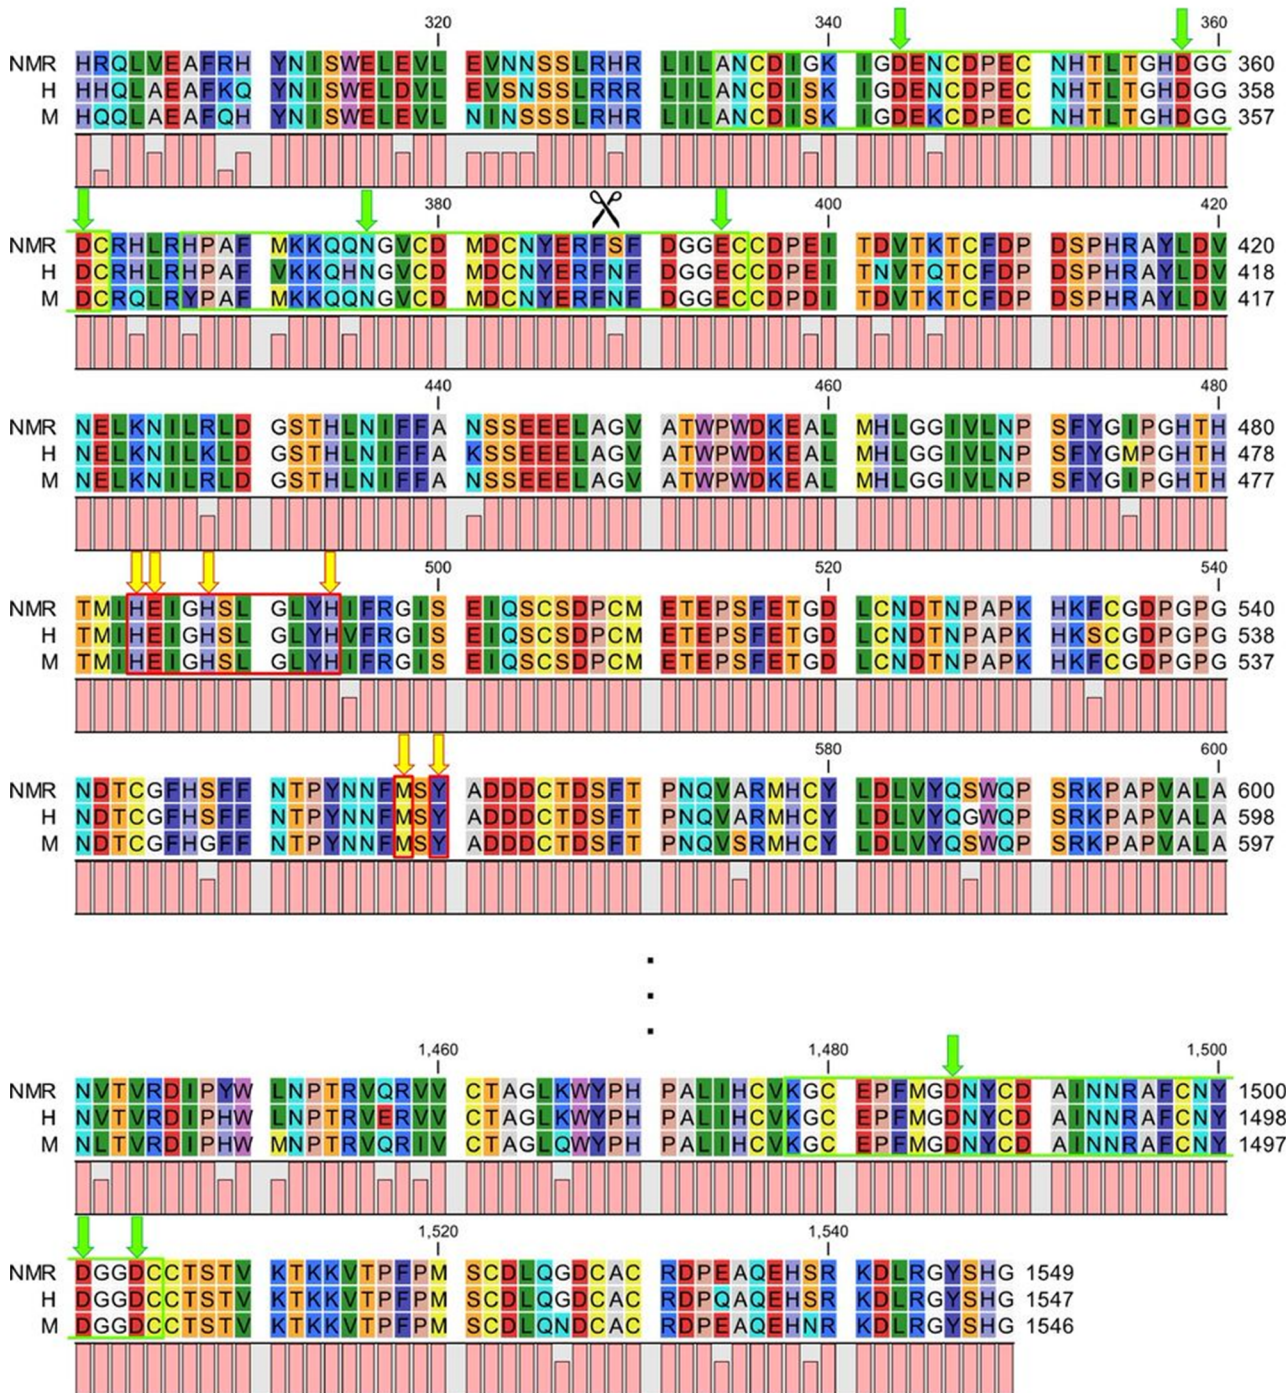 320 340 360
NMR HRQLVEAFRH YNISWELEVL EVNNSSLRHR LILANCDIGK IGDENCDPEC NHTLTGHDGG 360
H HHQLAEAFKQ YNISWELDVL EVSNSSLRRR LILANCDISK IGDENCDPEC NHTLTGHDGG 358
M HQQLAEAFQH YNISWELEVL NINSSSLRHR LILANCDISK IGDEKCDPEC NHTLTGHDGG 357
380 400 420
NMR DCRHLRHPAF MKKQQNGVCD MDCNYERFSF DGGECCDPEI TDVTKTCFDP DSPHRAYLDV 420
H DCRHLRHPAF VKKQHNGVCD MDCNYERFNF DGGECCDPEI TNVTQTCFDP DSPHRAYLDV 418
M DCRQLRYPAF MKKQQNGVCD MDCNYERFNF DGGECCDPDI TDVTKTCFDP DSPHRAYLDV 417
440 460 480
NMR NELKNILRLD GSTHLNIFFA NSSEEELAGV ATWPWDKEAL MHLGGIVLNP SFYGIPGHTH 480
H NELKNILKLD GSTHLNIFFA KSSEEELAGV ATWPWDKEAL MHLGGIVLNP SFYGMPGHTH 478
M NELKNILRLD GSTHLNIFFA NSSEEELAGV ATWPWDKEAL MHLGGIVLNP SFYGIPGHTH 477
500 520 540
NMR TMIHEIGHSL GLYHIFRGIS EIQSCSDPCM ETEPSFETGD LCNDTNPAPK HKFCGDPGPG 540
H TMIHEIGHSL GLYHVFRGIS EIQSCSDPCM ETEPSFETGD LCNDTNPAPK HKSCGDPGPG 538
M TMIHEIGHSL GLYHIFRGIS EIQSCSDPCM ETEPSFETGD LCNDTNPAPK HKFCGDPGPG 537
580 600
NMR NDTCGFHSFF NTPYNNFMSY ADDDCTDSFT PNQVARMHCY LDLVYQSWQP SRKPAPVALA 600
H NDTCGFHSFF NTPYNNFMSY ADDDCTDSFT PNQVARMHCY LDLVYQGWQP SRKPAPVALA 598
M NDTCGFHGFF NTPYNNFMSY ADDDCTDSFT PNQVSRMHCY LDLVYQSWQP SRKPAPVALA 597
1,460 1,480 1,500
NMR NVTVRDIPYW LNPTRVQRVV CTAGLKWYPH PALIHCVKGC EPFMGDNYCD AINNRAFCNY 1500
H NVTVRDIPHW LNPTRVERVV CTAGLKWYPH PALIHCVKGC EPFMGDNYCD AINNRAFCNY 1498
M NLTVRDIPHW MNPTRVQRIV CTAGLQWYPH PALIHCVKGC EPFMGDNYCD AINNRAFCNY 1497
1,520 1,540
NMR DGGDCCTSTV KTKKVTPFPM SCDLQGDCAC RDPEAQEHSR KDLRGYSHG 1549
H DGGDCCTSTV KTKKVTPFPM SCDLQGDCAC RDPQAQEHSR KDLRGYSHG 1547
M DGGDCCTSTV KTKKVTPFPM SCDLQNDCAC RDPEAQEHNR KDLRGYSHG 1546